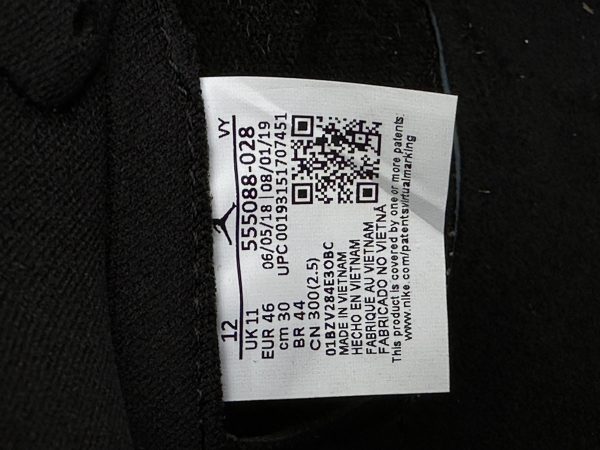 12 VY
UK 11 555088-028
EUR 46 06/05/18 | 08/01/19
cm 30 UPC 00193151707451
BR 44
CN 300(2.5)
01BZV284E3OBC
MADE IN VIETNAM
HECHO EN VIETNAM
FABRIQUE AU VIETNAM
FABRICADO NO VIETNÃ
This product is covered by one or more patents:
www.nike.com/patentsvirtualmarking